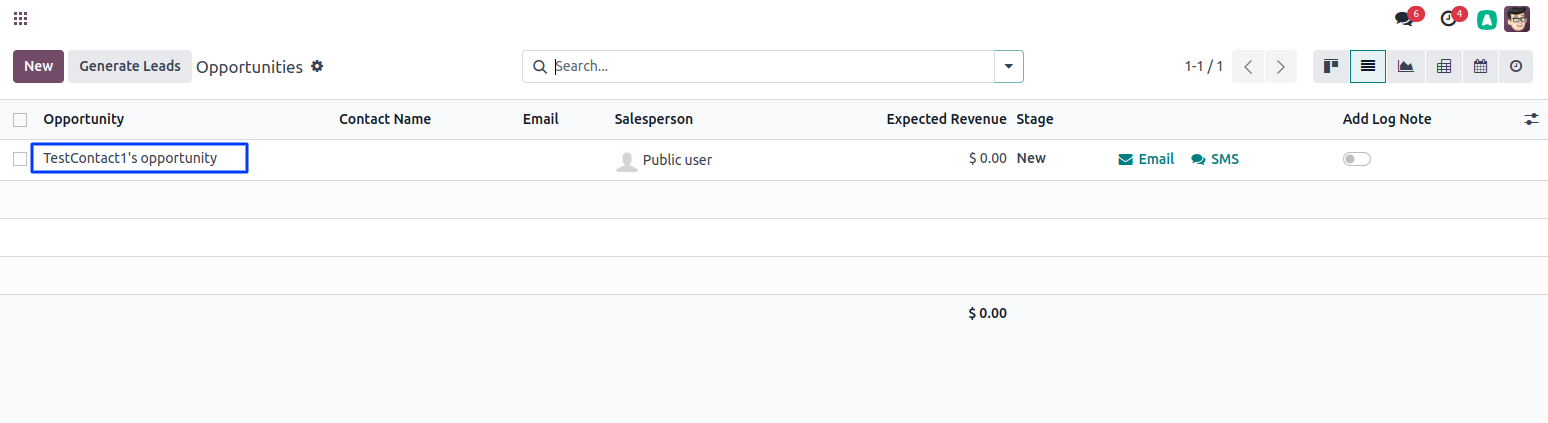 6 4
New Generate Leads Opportunities Search... 1-1 / 1
Opportunity Contact Name Email Salesperson Expected Revenue Stage Add Log Note
TestContact1's opportunity Public user $ 0.00 New Email SMS
$ 0.00